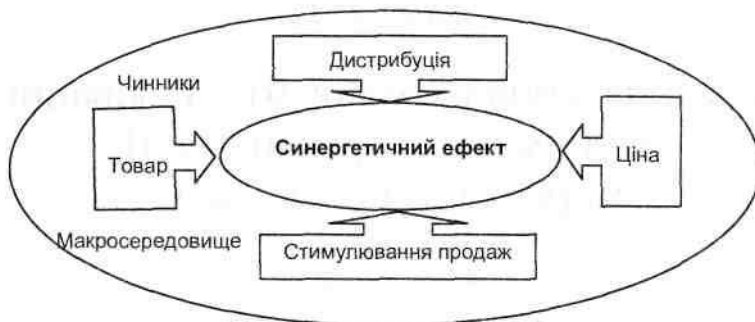 Дистрибуція
Чинники
Товар
Синергетичний ефект
Ціна
Макросередовище
Стимулювання продаж